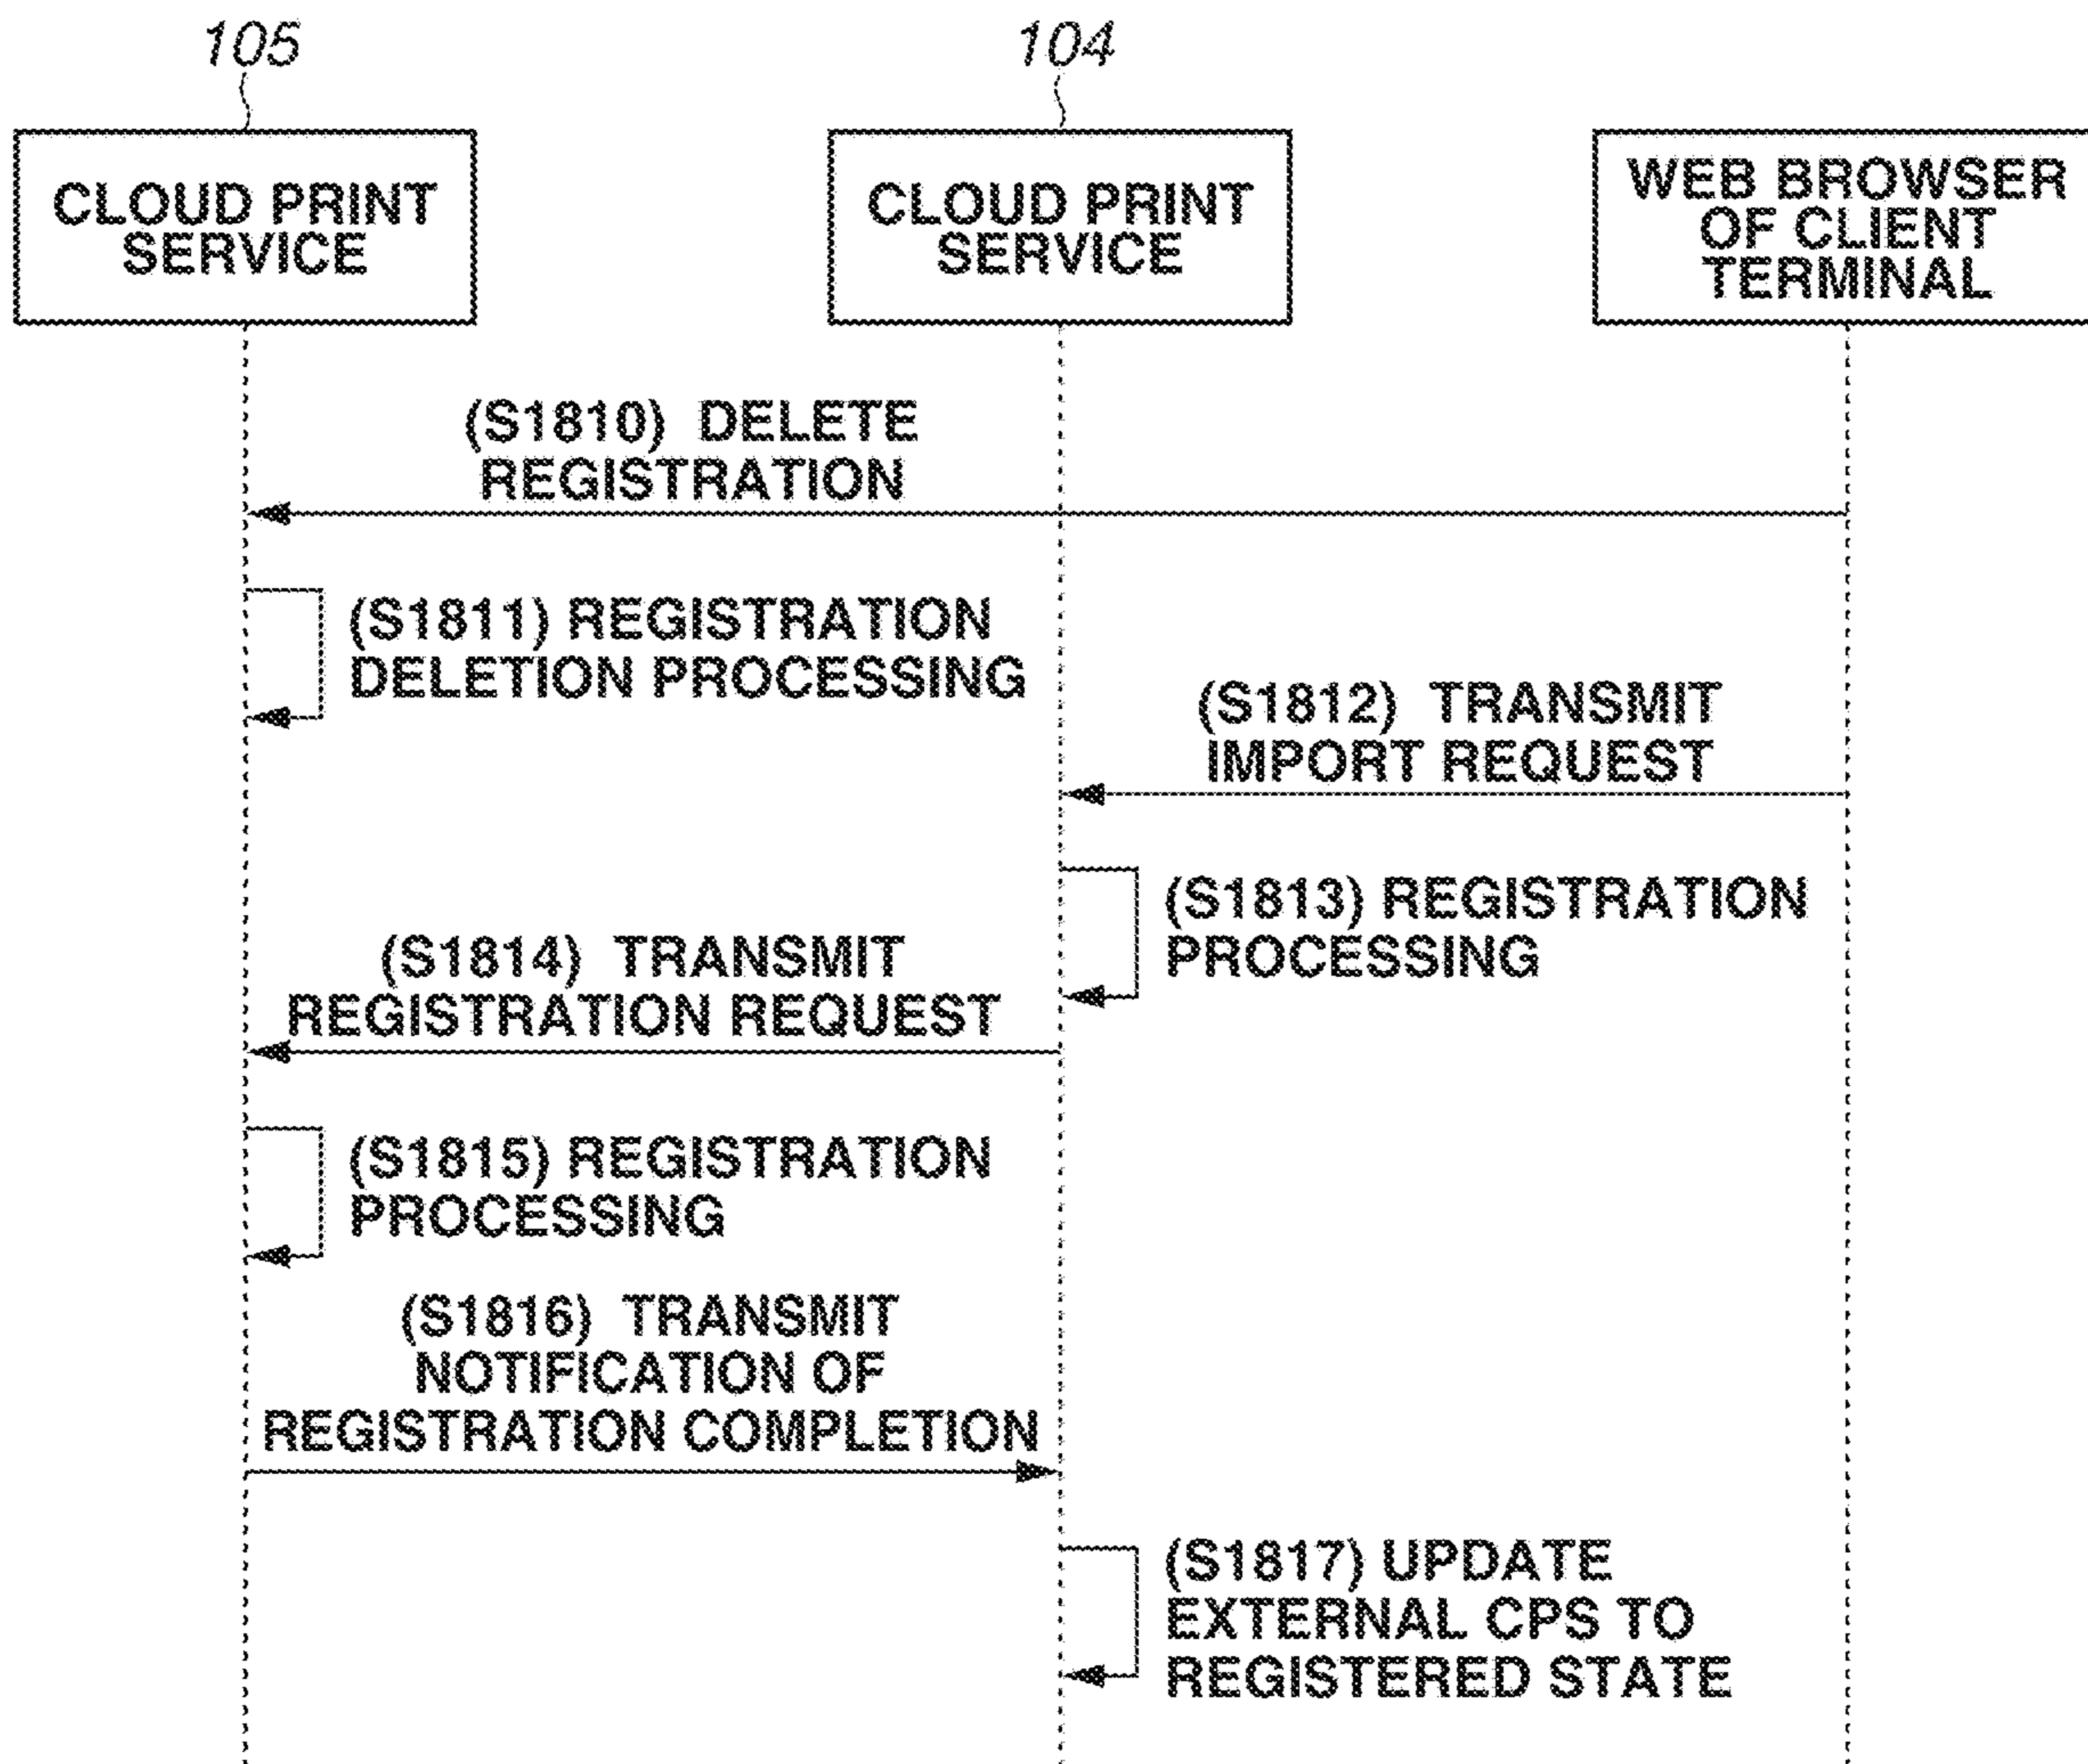 105
104
CLOUD PRINT
SERVICE
CLOUD PRINT
SERVICE
WEB BROWSER
OF CLIENT
TERMINAL
(S1810) DELETE
REGISTRATION
(S1811) REGISTRATION
DELETION PROCESSING
(S1812) TRANSMIT
IMPORT REQUEST
(S1813) REGISTRATION
PROCESSING
(S1814) TRANSMIT
REGISTRATION REQUEST
(S1815) REGISTRATION
PROCESSING
(S1816) TRANSMIT
NOTIFICATION OF
REGISTRATION COMPLETION
(S1817) UPDATE
EXTERNAL CPS TO
REGISTERED STATE